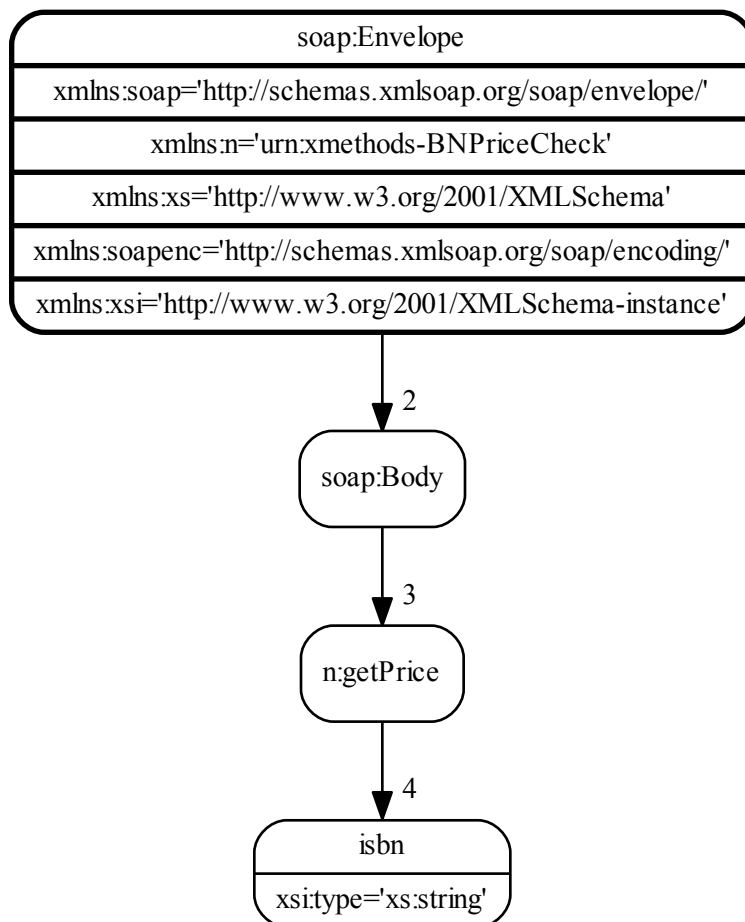 soap:Envelope
xmlns:soap='http://schemas.xmlsoap.org/soap/envelope/'
xmlns:n='urn:xmethods-BNPriceCheck'
xmlns:xs='http://www.w3.org/2001/XMLSchema'
xmlns:soapenc='http://schemas.xmlsoap.org/soap/encoding/'
xmlns:xsi='http://www.w3.org/2001/XMLSchema-instance'
2
soap:Body
3
n:getPrice
4
isbn
xsi:type='xs:string'